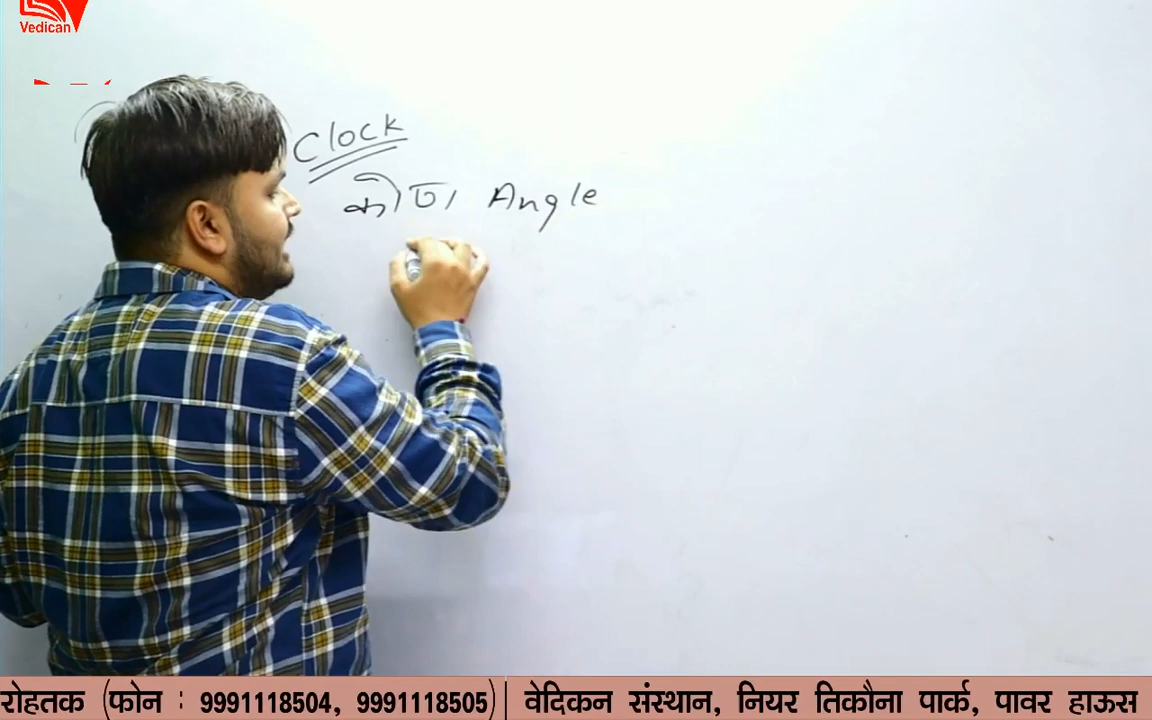 Vedican
Clock
कोण Angle
रोहतक (फोन : 9991118504, 9991118505) | वेदिकन संस्थान, नियर तिकौना पार्क, पावर हाऊस